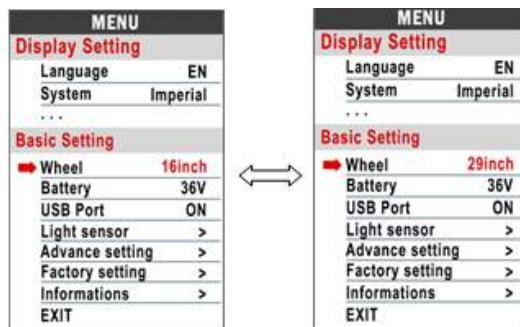 MENU
Display Setting
Language EN
System Imperial
...
Basic Setting
Wheel 16inch
Battery 36V
USB Port ON
Light sensor >
Advance setting >
Factory setting >
Informations >
EXIT
MENU
Display Setting
Language EN
System Imperial
...
Basic Setting
Wheel 29inch
Battery 36V
USB Port ON
Light sensor >
Advance setting >
Factory setting >
Informations >
EXIT